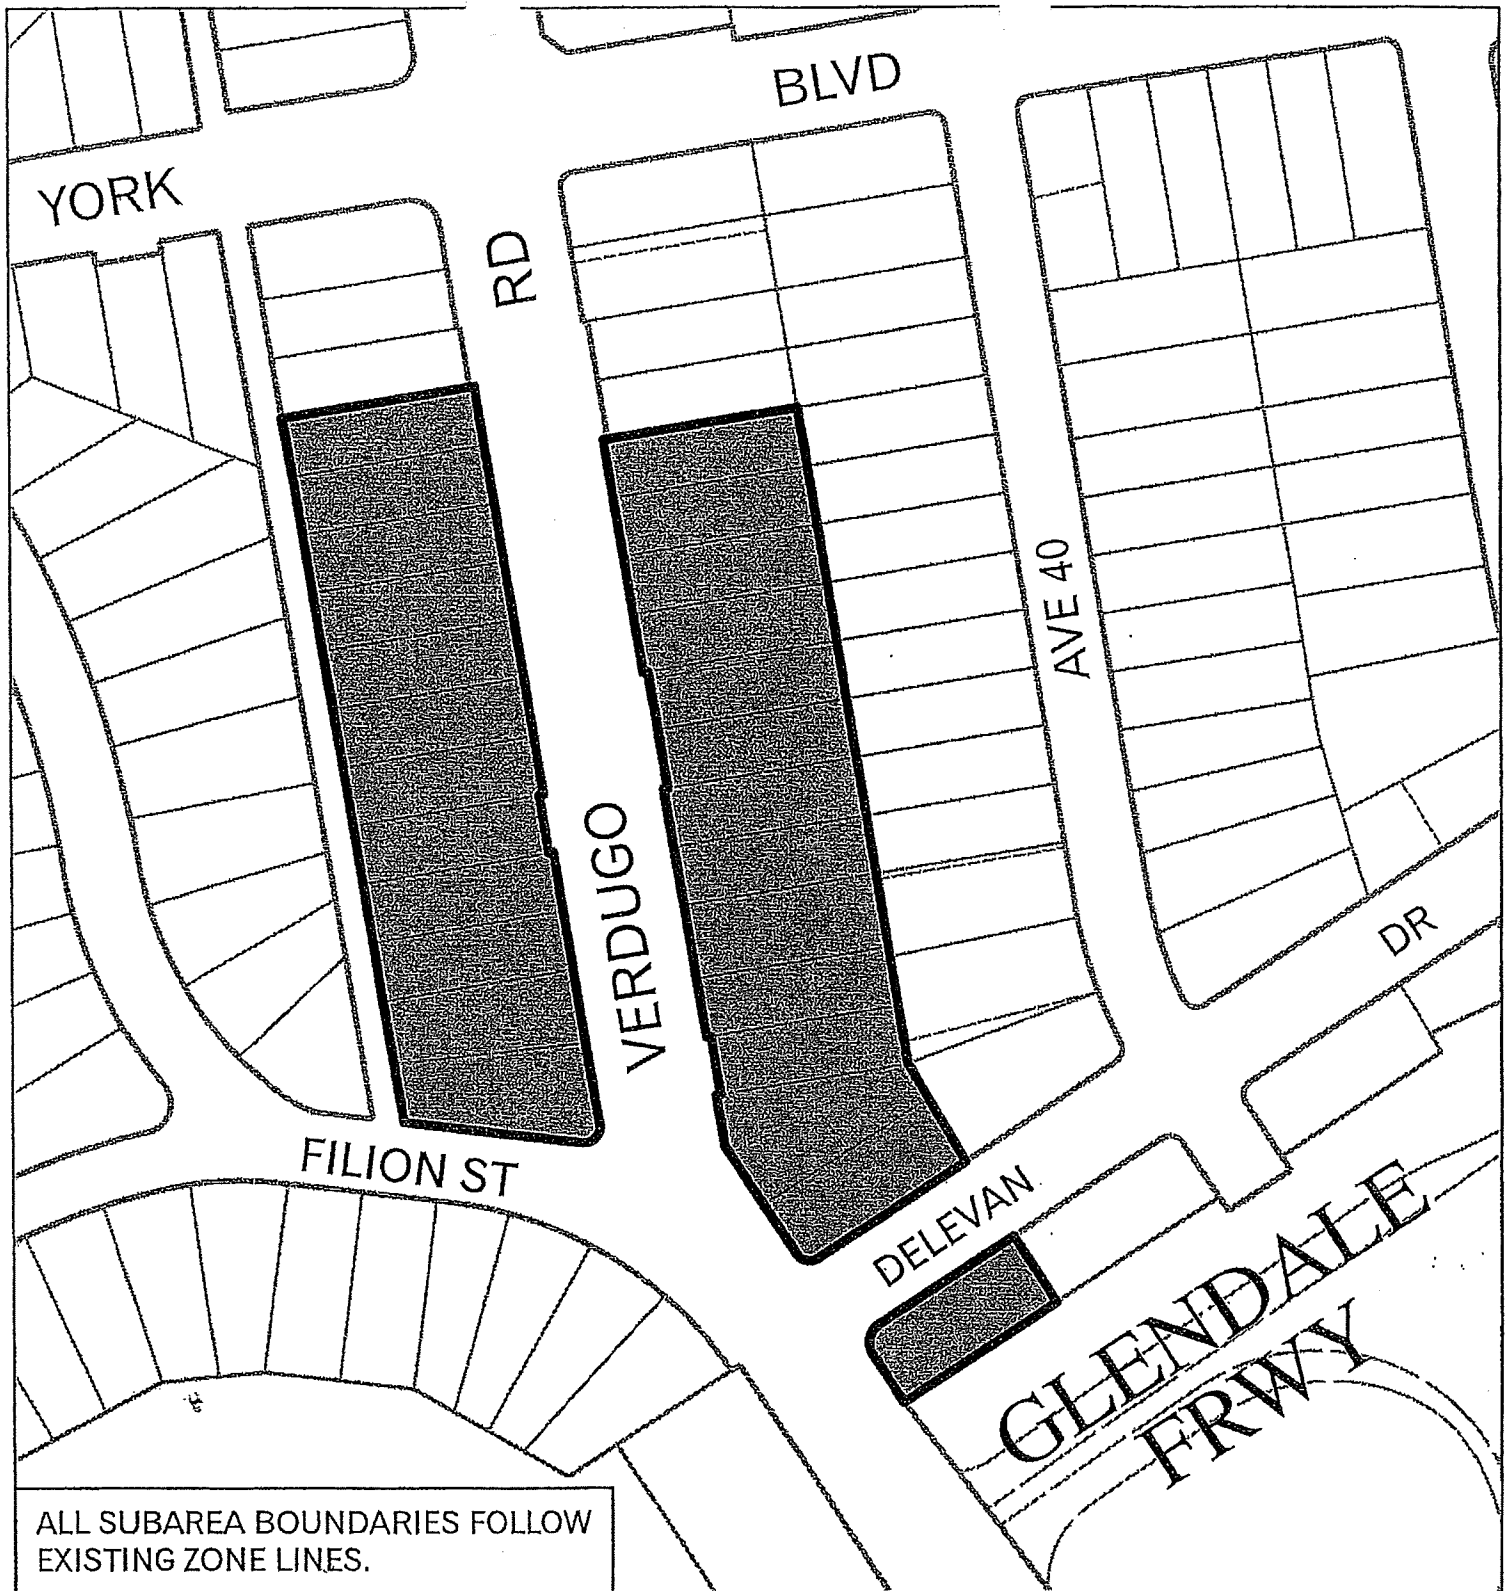 BLVD
YORK
RD
AVE 40
VERDUGO
DR
FILION ST
DELEVAN
GLENDALE
FRWY
ALL SUBAREA BOUNDARIES FOLLOW
EXISTING ZONE LINES.